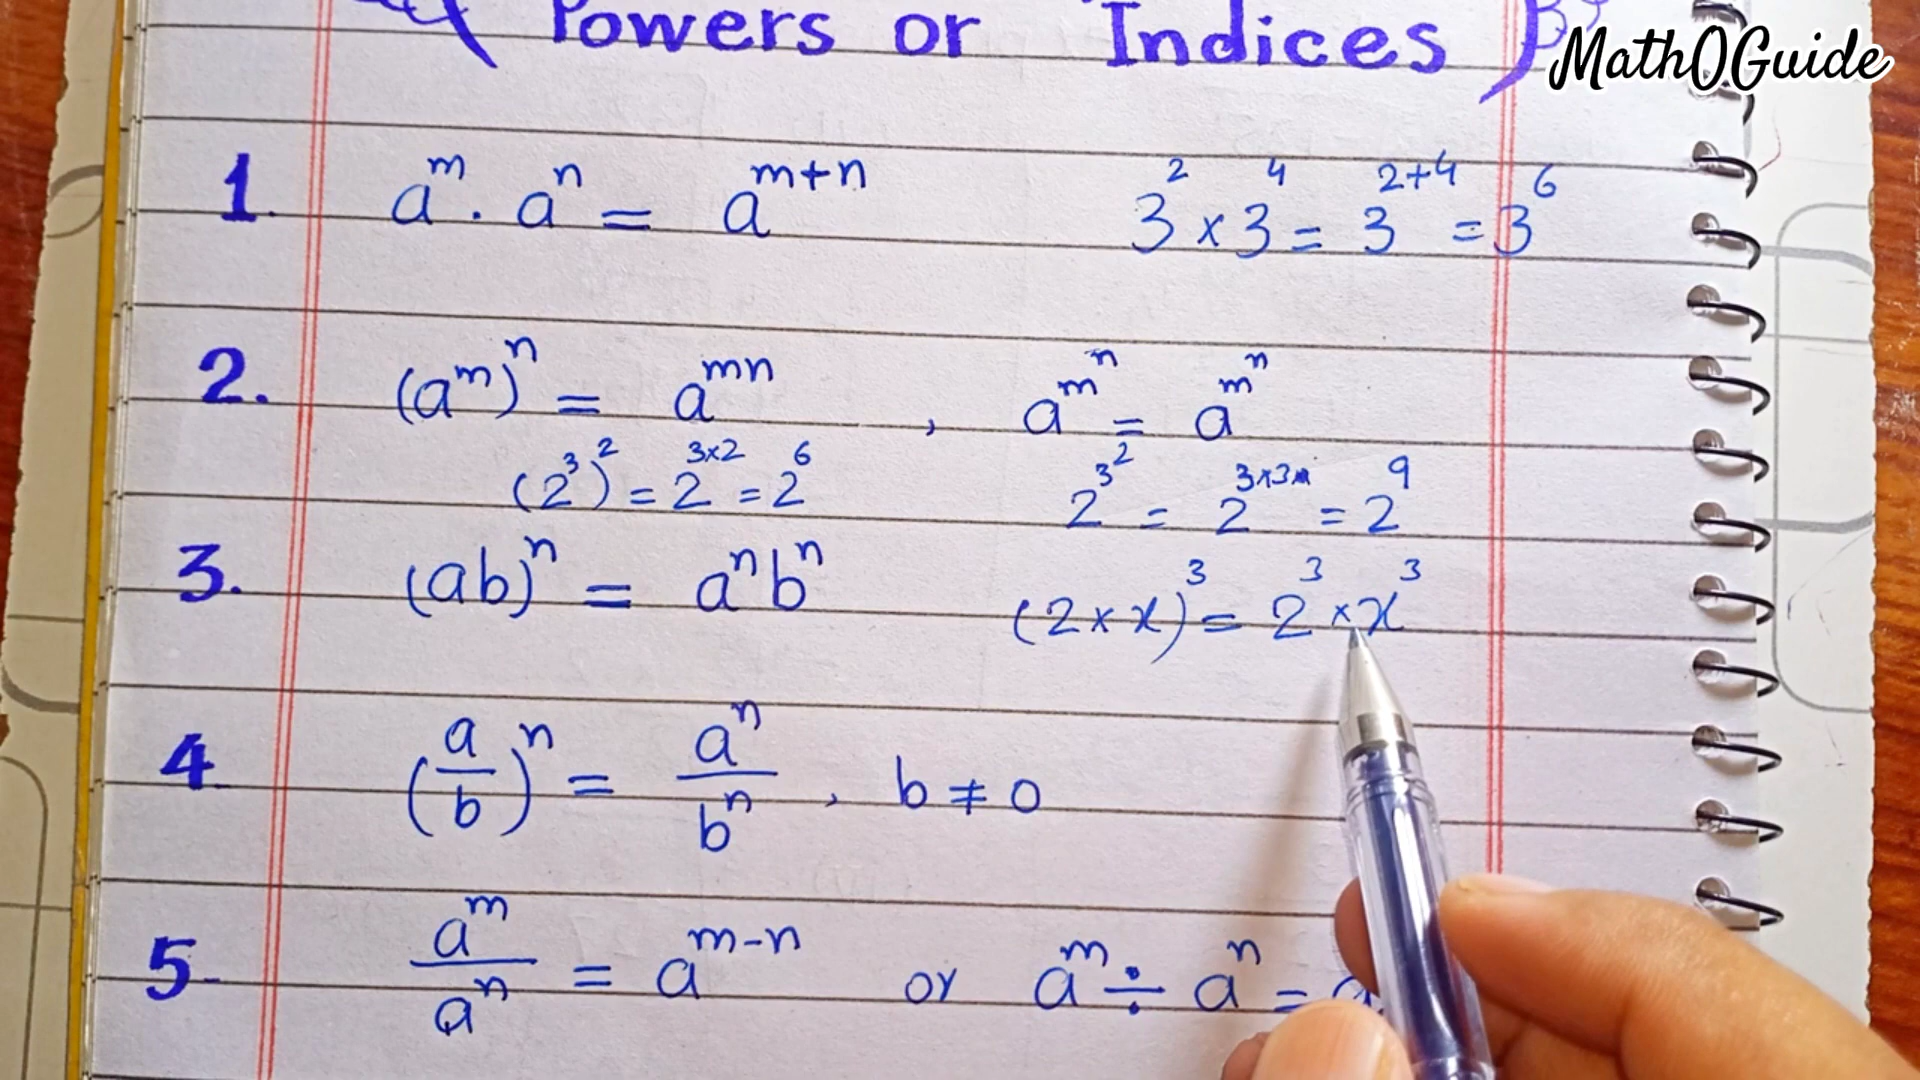 ( Powers or Indices )
MathOGuide
1. a^m . a^n = a^{m+n} 3^2 × 3^4 = 3^{2+4} = 3^6
2. (a^m)^n = a^{mn} , a^{m^n} = a^{m^n}
(2^3)^2 = 2^{3×2} = 2^6 2^{3^2} = 2^{3×3} = 2^9
3. (ab)^n = a^n b^n (2 × x)^3 = 2^3 × x^3
4. (a/b)^n = a^n/b^n , b ≠ 0
5. a^m/a^n = a^{m-n} or a^m ÷ a^n = a